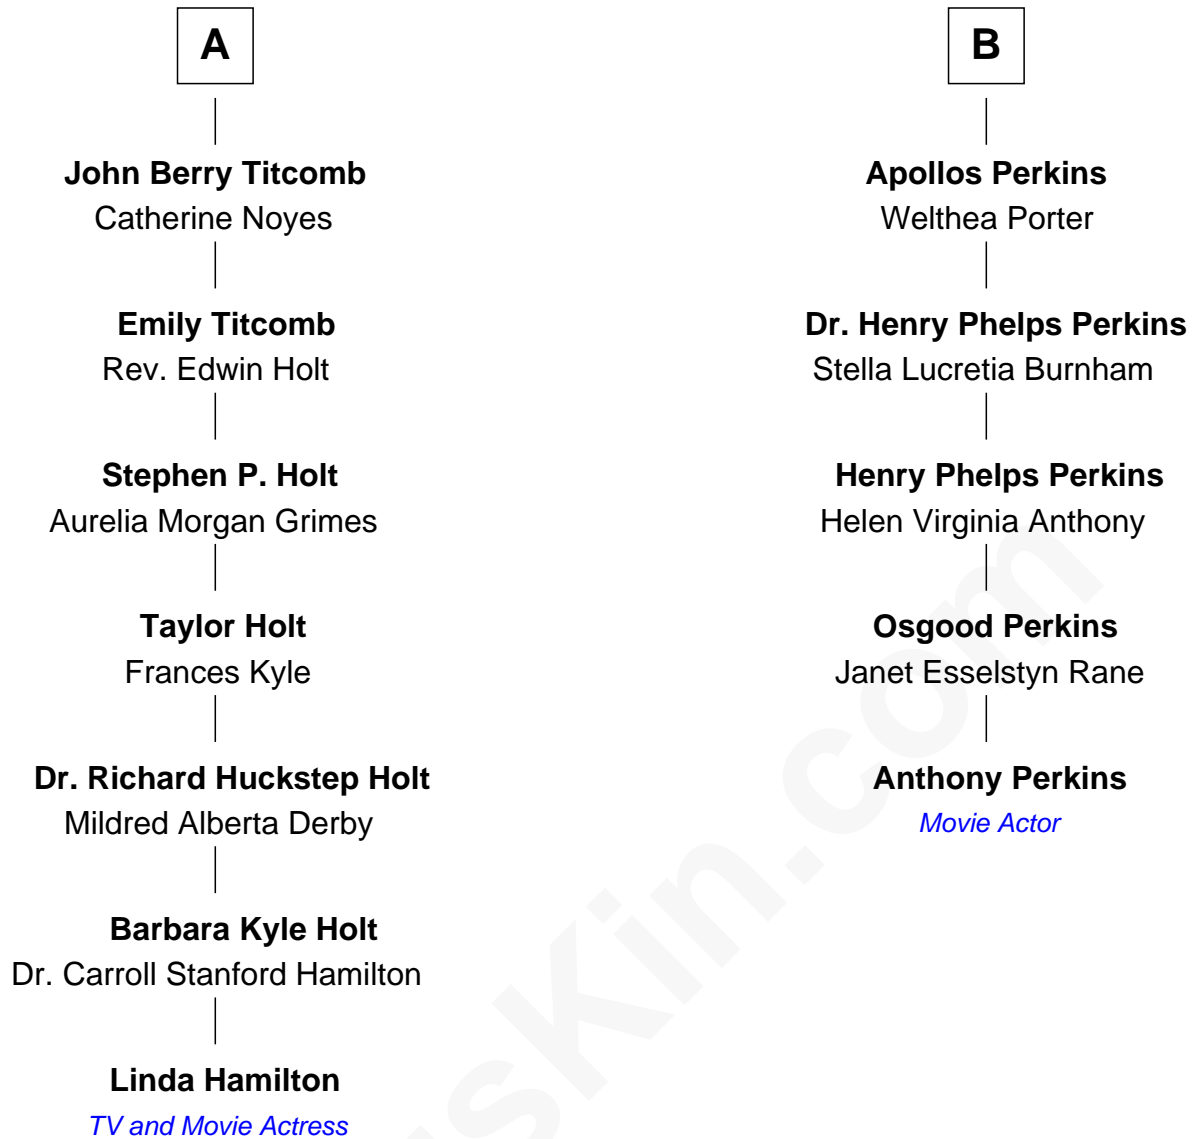 A
John Berry Titcomb
Catherine Noyes
Emily Titcomb
Rev. Edwin Holt
Stephen P. Holt
Aurelia Morgan Grimes
Taylor Holt
Frances Kyle
Dr. Richard Huckstep Holt
Mildred Alberta Derby
Barbara Kyle Holt
Dr. Carroll Stanford Hamilton
Linda Hamilton
TV and Movie Actress
B
Apollos Perkins
Welthea Porter
Dr. Henry Phelps Perkins
Stella Lucretia Burnham
Henry Phelps Perkins
Helen Virginia Anthony
Osgood Perkins
Janet Esselstyn Rane
Anthony Perkins
Movie Actor